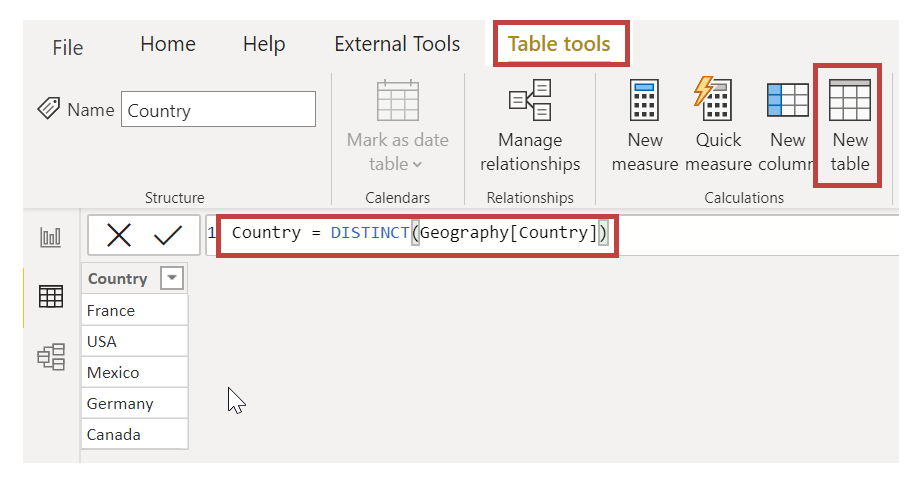 File Home Help External Tools Table tools
Name Country
Mark as date table
Manage relationships
New measure
Quick measure
New column
New table
Structure Calendars Relationships Calculations
1 Country = DISTINCT(Geography[Country])
Country
France
USA
Mexico
Germany
Canada